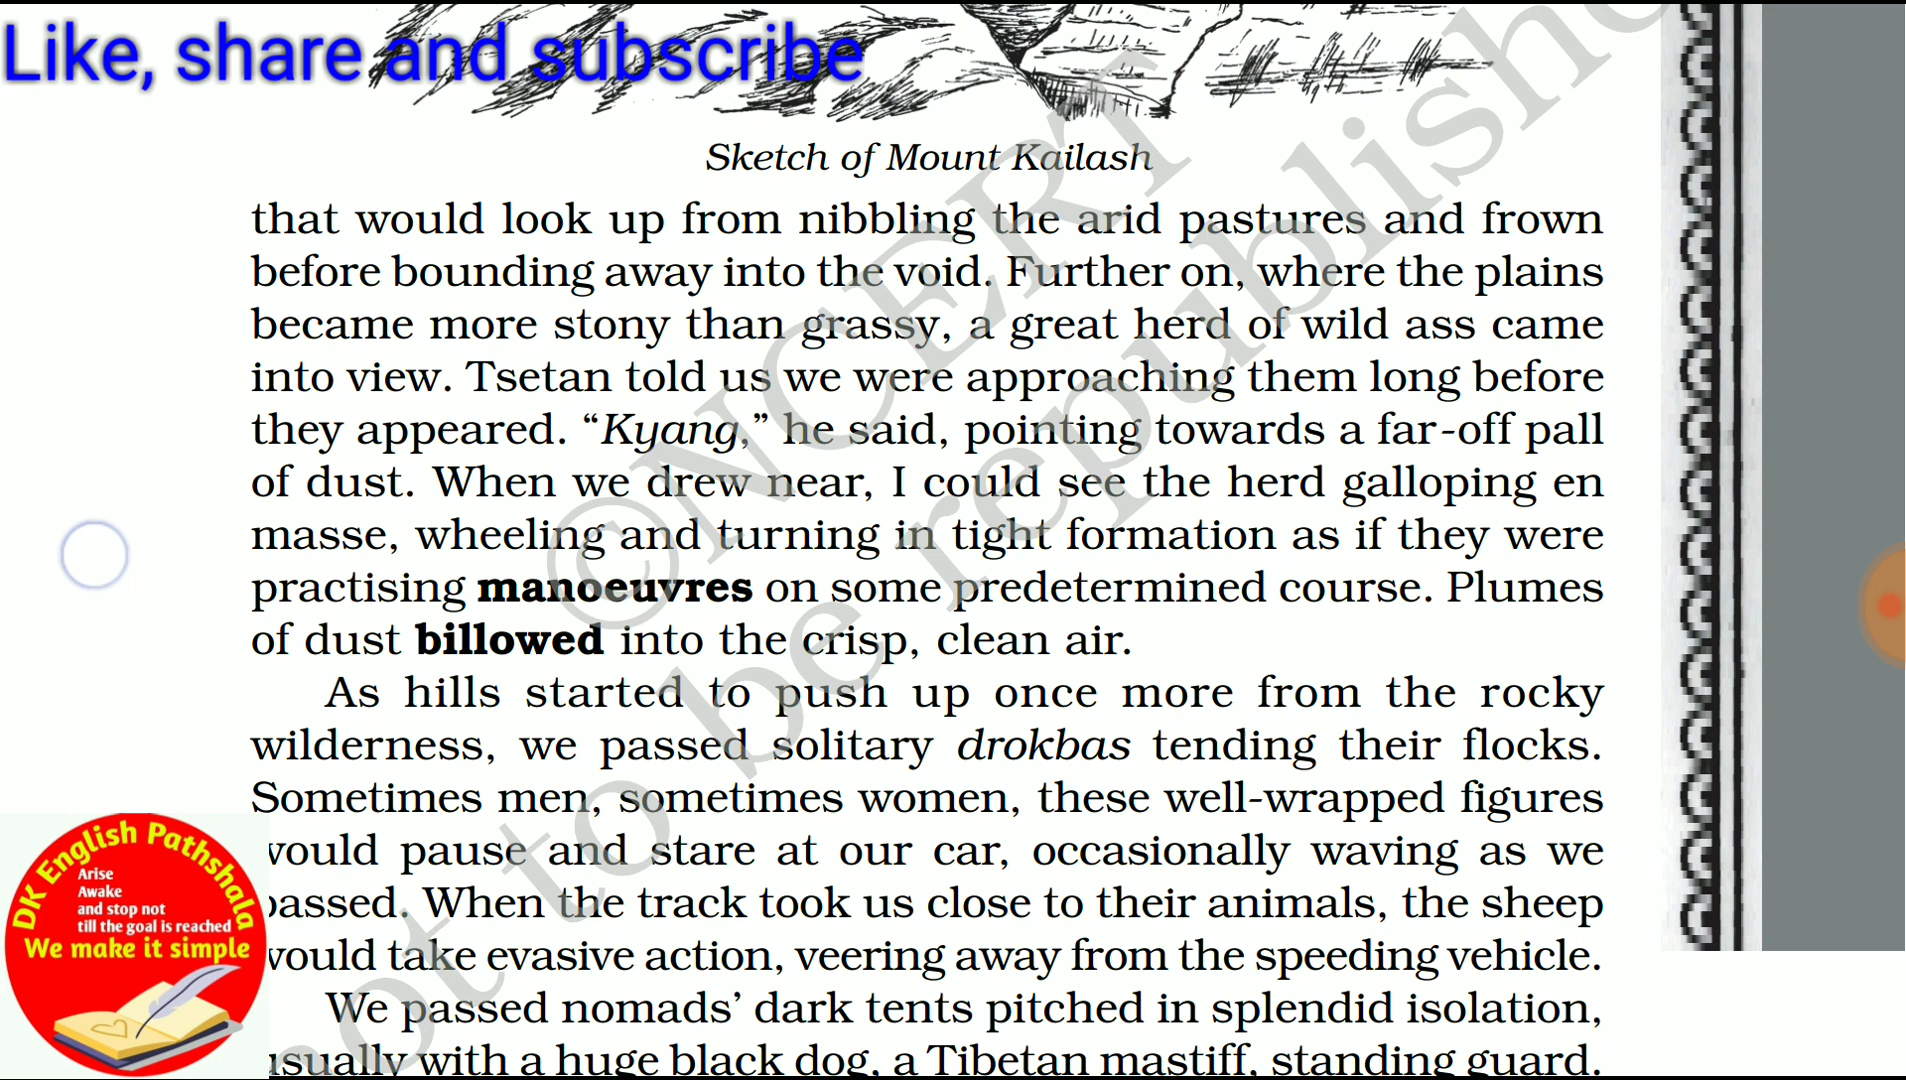 Like, share and subscribe
Sketch of Mount Kailash
that would look up from nibbling the arid pastures and frown
before bounding away into the void. Further on, where the plains
became more stony than grassy, a great herd of wild ass came
into view. Tsetan told us we were approaching them long before
they appeared. “Kyang,” he said, pointing towards a far-off pall
of dust. When we drew near, I could see the herd galloping en
masse, wheeling and turning in tight formation as if they were
practising manoeuvres on some predetermined course. Plumes
of dust billowed into the crisp, clean air.
As hills started to push up once more from the rocky
wilderness, we passed solitary drokbas tending their flocks.
Sometimes men, sometimes women, these well-wrapped figures
would pause and stare at our car, occasionally waving as we
passed. When the track took us close to their animals, the sheep
would take evasive action, veering away from the speeding vehicle.
We passed nomads’ dark tents pitched in splendid isolation,
usually with a huge black dog, a Tibetan mastiff, standing guard.
©NCERT
not to be republishe
DK English Pathshala
Arise
Awake
and stop not
till the goal is reached
We make it simple